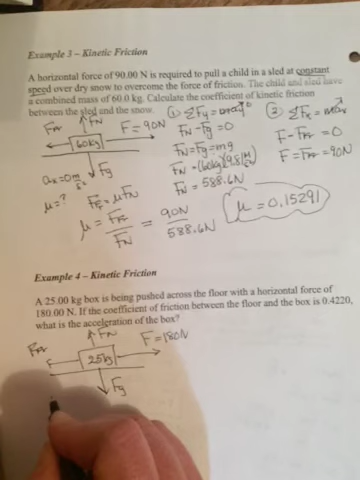 Example 3 – Kinetic Friction
A horizontal force of 90.00 N is required to pull a child in a sled at constant
speed over dry snow to overcome the force of friction. The child and sled have
a combined mass of 60.0 kg. Calculate the coefficient of kinetic friction
between the sled and the snow.
① ΣFy = may
② ΣFx = max
FN
F = 90N
60kg
Fg
FN - Fg = 0
FN = Fg = mg
FN = 588.6N
F - Ffr = 0
F = Ffr = 90N
ax = 0 m/s²
μ = ?
Ffr = μFN
μ = Ffr/FN = 90N/588.6N
μ = 0.15291
Example 4 – Kinetic Friction
A 25.00 kg box is being pushed across the floor with a horizontal force of
180.00 N. If the coefficient of friction between the floor and the box is 0.4220,
what is the acceleration of the box?
Ffr
FN
F = 180N
25kg
Fg